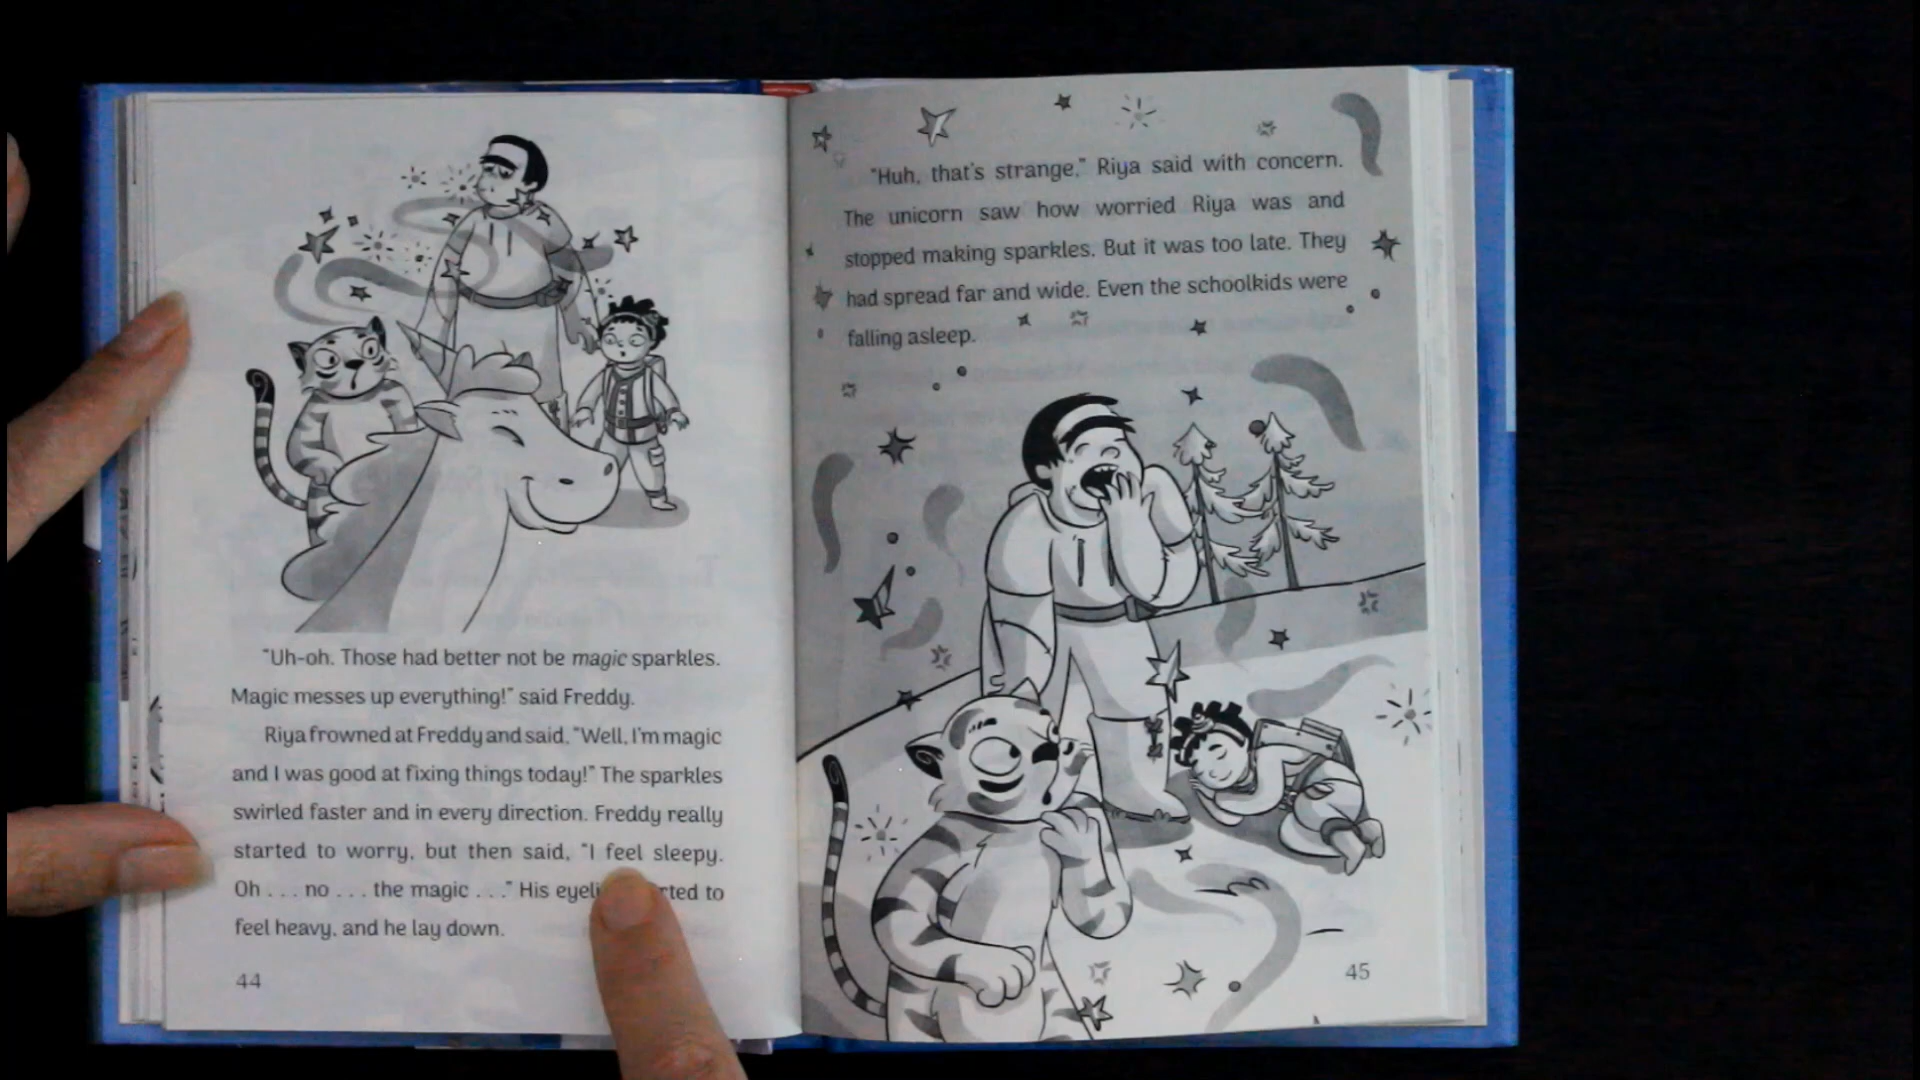 "Uh-oh. Those had better not be magic sparkles.
Magic messes up everything!" said Freddy.
Riya frowned at Freddy and said, "Well, I'm magic
and I was good at fixing things today!" The sparkles
swirled faster and in every direction. Freddy really
started to worry, but then said, "I feel sleepy.
Oh . . . no . . . the magic . . ." His to
feel heavy, and he lay down.
44
"Huh, that's strange," Riya said with concern.
The unicorn saw how worried Riya was and
stopped making sparkles. But it was too late. They
had spread far and wide. Even the schoolkids were
falling asleep.
45